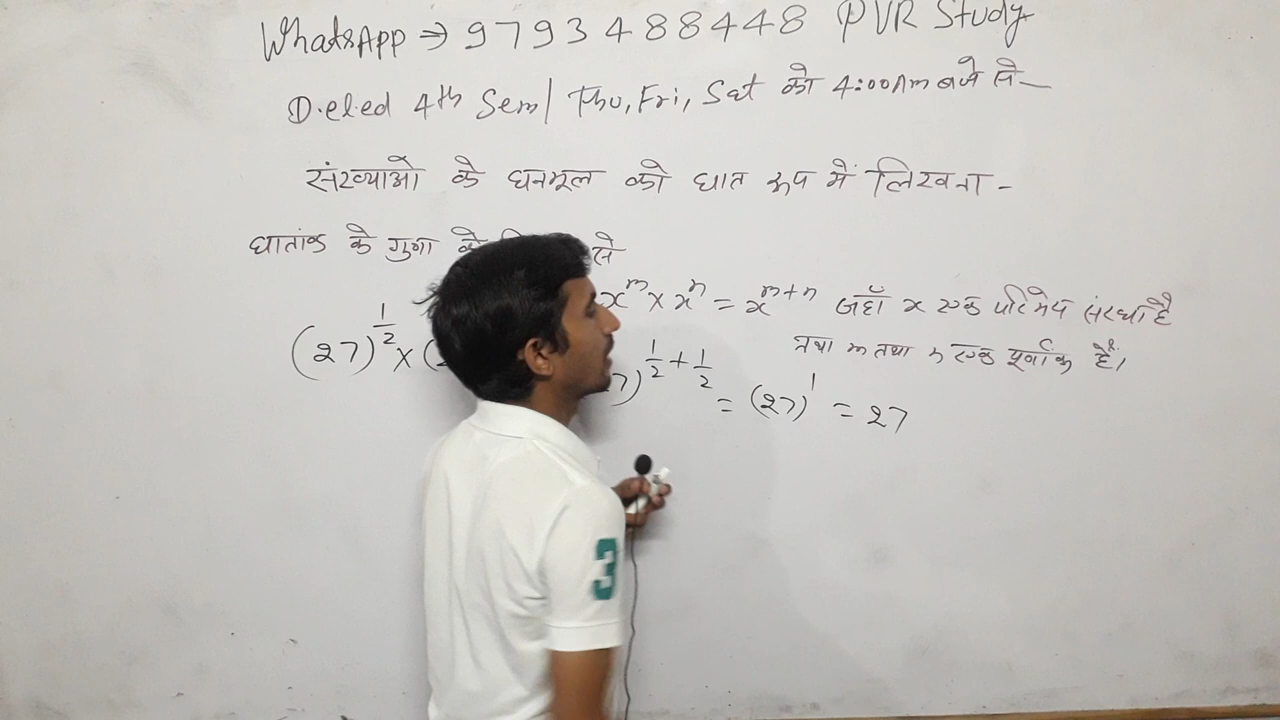 WhatsApp ⇒ 9793488448 PVR Study
D.el.ed 4th Sem/ Thu, Fri, Sat को 4:00Am बजे से-
संख्याओ के घनमूल को घात रूप में लिखना -
घातांक के गुणा के से
x^m × x^n = x^{m+n} जहाँ x एक परिमेय संख्या है
तथा m तथा n एक पूर्णांक हैं।
(27)^{1/2} × ( 7)^{1/2 + 1/2} = (27)^1 = 27
3